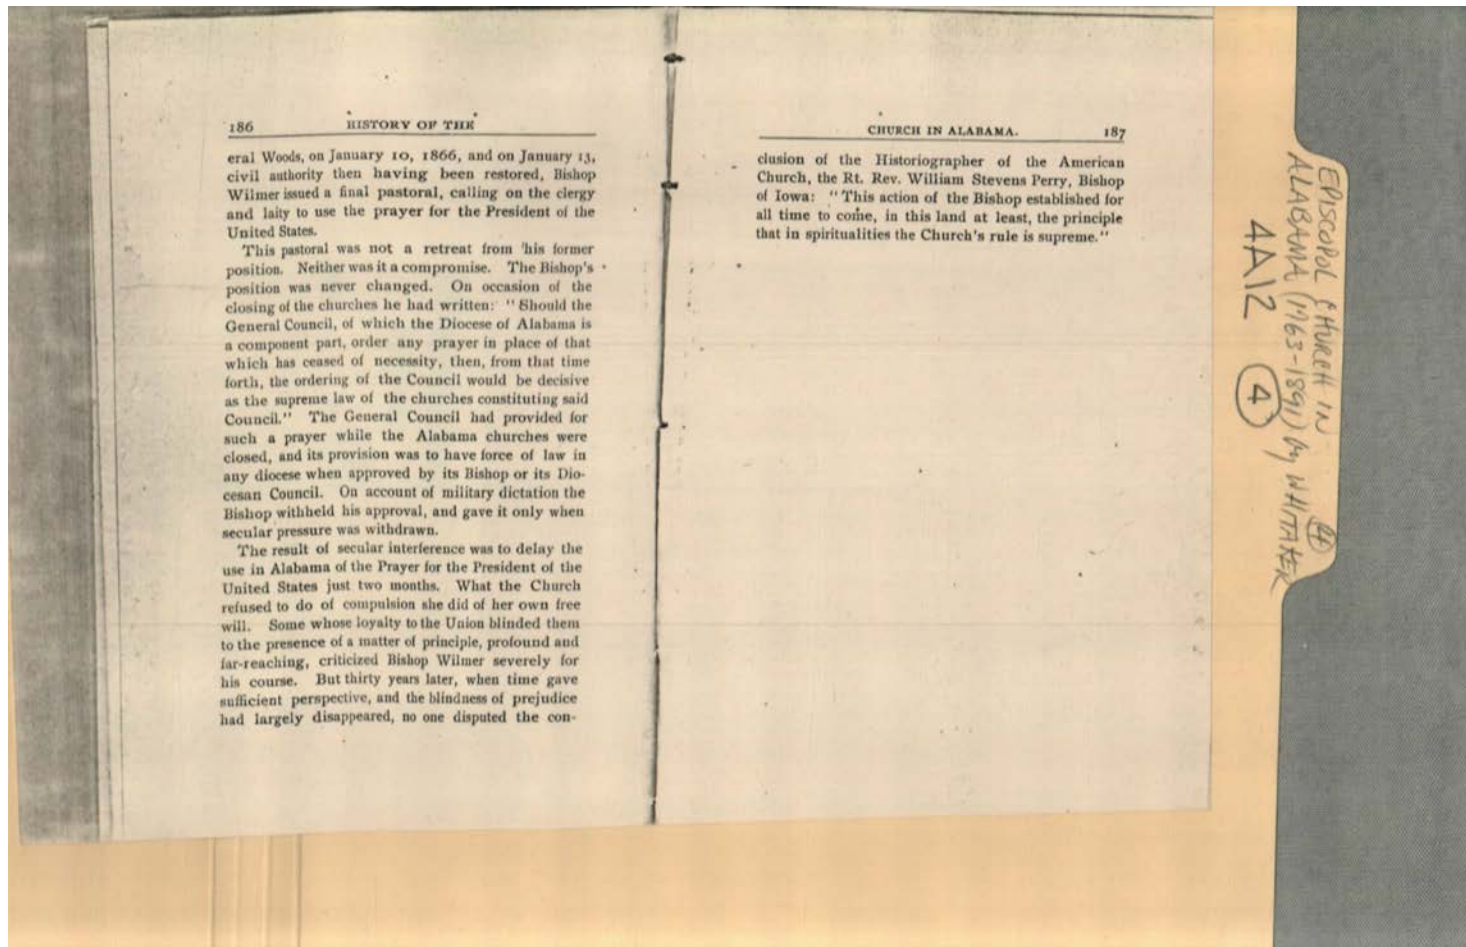 186 HISTORY OF THE
eral Woods, on January 10, 1866, and on January 13,
civil authority then having been restored, Bishop
Wilmer issued a final pastoral, calling on the clergy
and laity to use the prayer for the President of the
United States.
This pastoral was not a retreat from his former
position. Neither was it a compromise. The Bishop's
position was never changed. On occasion of the
closing of the churches he had written: "Should the
General Council, of which the Diocese of Alabama is
a component part, order any prayer in place of that
which has ceased of necessity, then, from that time
forth, the ordering of the Council would be decisive
as the supreme law of the churches constituting said
Council." The General Council had provided for
such a prayer while the Alabama churches were
closed, and its provision was to have force of law in
any diocese when approved by its Bishop or its Dio-
cesan Council. On account of military dictation the
Bishop withheld his approval, and gave it only when
secular pressure was withdrawn.
The result of secular interference was to delay the
use in Alabama of the Prayer for the President of the
United States just two months. What the Church
refused to do of compulsion she did of her own free
will. Some whose loyalty to the Union blinded them
to the presence of a matter of principle, profound and
far-reaching, criticized Bishop Wilmer severely for
his course. But thirty years later, when time gave
sufficient perspective, and the blindness of prejudice
had largely disappeared, no one disputed the con-
CHURCH IN ALABAMA. 187
clusion of the Historiographer of the American
Church, the Rt. Rev. William Stevens Perry, Bishop
of Iowa: "This action of the Bishop established for
all time to come, in this land at least, the principle
that in spiritualities the Church's rule is supreme."
EPISCOPOL CHURCH IN
ALABAMA (1763-1891) by WHITAKER
4A12 4